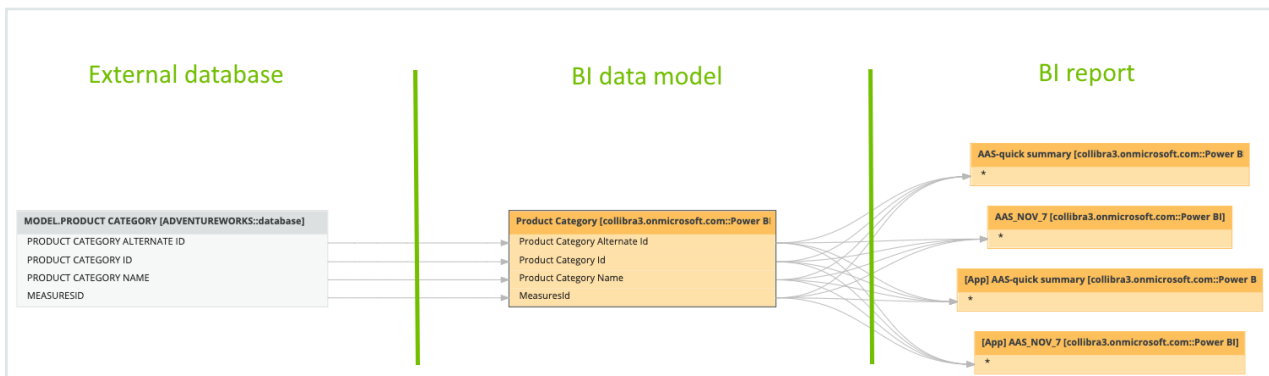 External database
BI data model
BI report
MODEL.PRODUCT CATEGORY [ADVENTUREWORKS::database]
PRODUCT CATEGORY ALTERNATE ID
PRODUCT CATEGORY ID
PRODUCT CATEGORY NAME
MEASURESID
Product Category [collibra3.onmicrosoft.com::Power BI
Product Category Alternate Id
Product Category Id
Product Category Name
MeasuresId
AAS-quick summary [collibra3.onmicrosoft.com::Power BI
*
AAS_NOV_7 [collibra3.onmicrosoft.com::Power BI]
*
[App] AAS-quick summary [collibra3.onmicrosoft.com::Power B
*
[App] AAS_NOV_7 [collibra3.onmicrosoft.com::Power BI]
*